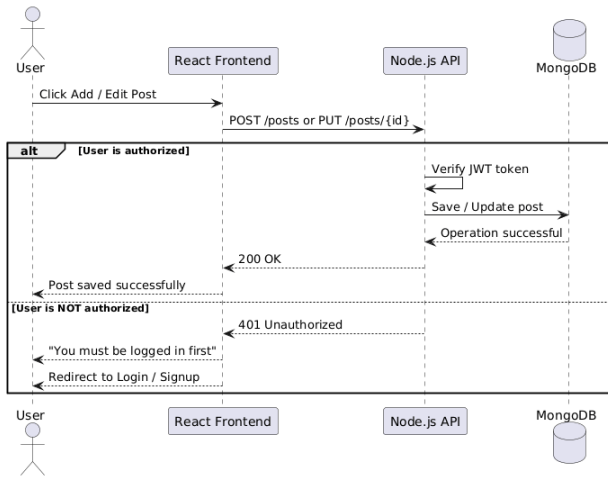 User
React Frontend
Node.js API
MongoDB
Click Add / Edit Post
POST /posts or PUT /posts/{id}
alt [User is authorized]
Verify JWT token
Save / Update post
Operation successful
200 OK
Post saved successfully
[User is NOT authorized]
401 Unauthorized
"You must be logged in first"
Redirect to Login / Signup
User
React Frontend
Node.js API
MongoDB